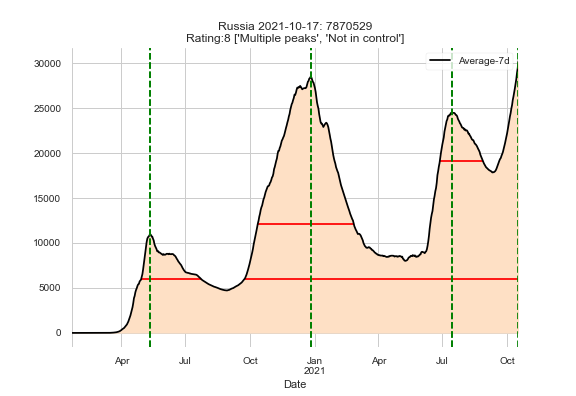 Russia 2021-10-17: 7870529
Rating:8 ['Multiple peaks', 'Not in control']
Average-7d
30000
25000
20000
15000
10000
5000
0
Apr Jul Oct Jan Apr Jul Oct
2021
Date